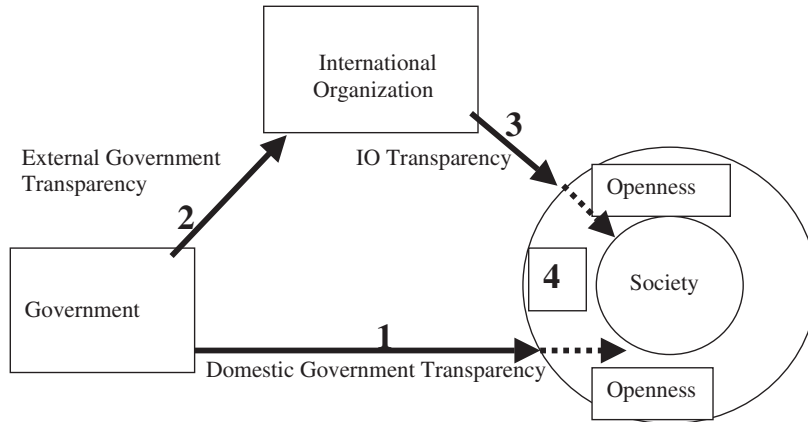 International
Organization
3
IO Transparency
External Government
Transparency
2
Openness
Government
4
Society
1
Domestic Government Transparency
Openness